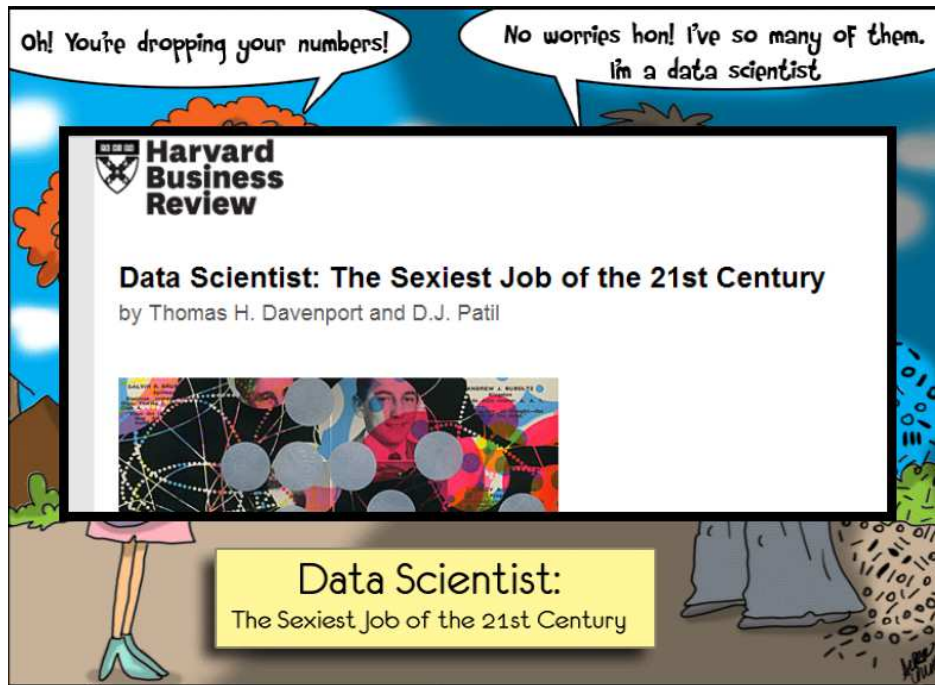 Oh! You're dropping your numbers!
No worries hon! I've so many of them.
I'm a data scientist
Harvard
Business
Review
Data Scientist: The Sexiest Job of the 21st Century
by Thomas H. Davenport and D.J. Patil
Data Scientist:
The Sexiest Job of the 21st Century